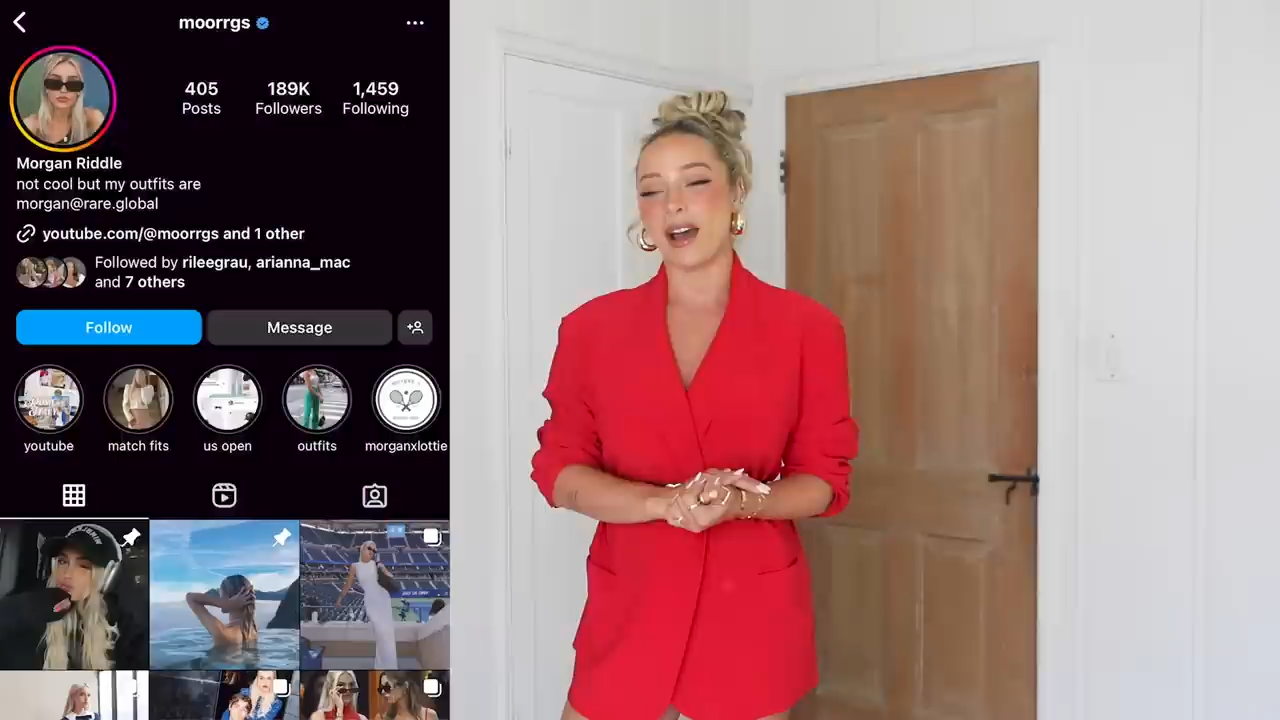 moorrgs
405
189K
1,459
Posts
Followers
Following
Morgan Riddle
not cool but my outfits are
morgan@rare.global
youtube.com/@moorrgs and 1 other
Followed by rileegrau, arianna_mac
and 7 others
Follow
Message
youtube
match fits
us open
outfits
morganxlottie